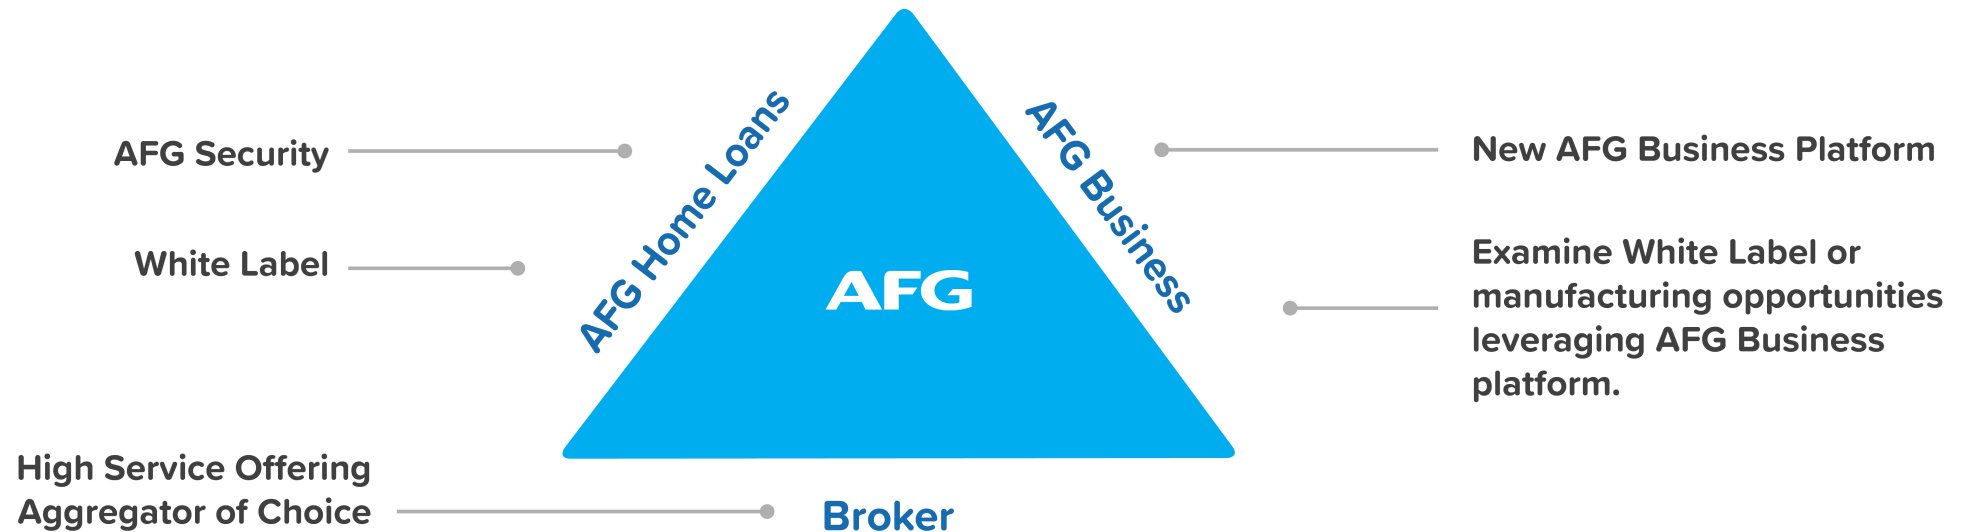 AFG Security
White Label
High Service Offering
Aggregator of Choice
AFG Home Loans
AFG
AFG Business
Broker
New AFG Business Platform
Examine White Label or
manufacturing opportunities
leveraging AFG Business
platform.